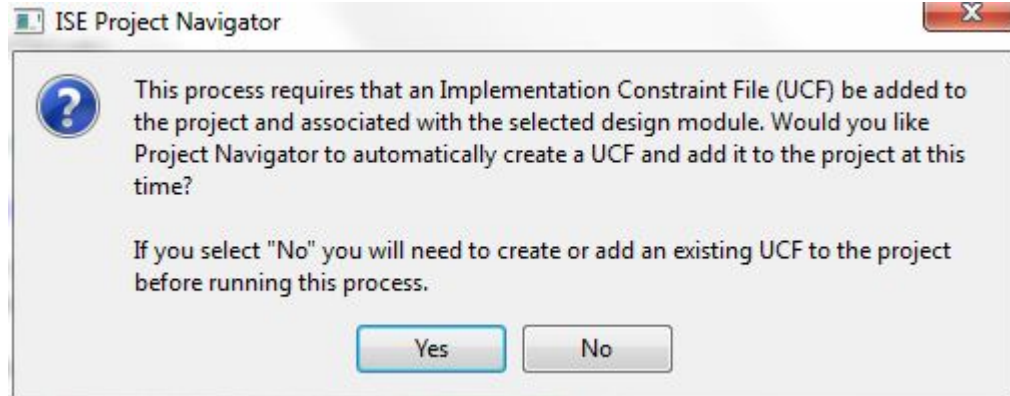 ISE Project Navigator
This process requires that an Implementation Constraint File (UCF) be added to
the project and associated with the selected design module. Would you like
Project Navigator to automatically create a UCF and add it to the project at this
time?
If you select "No" you will need to create or add an existing UCF to the project
before running this process.
Yes No